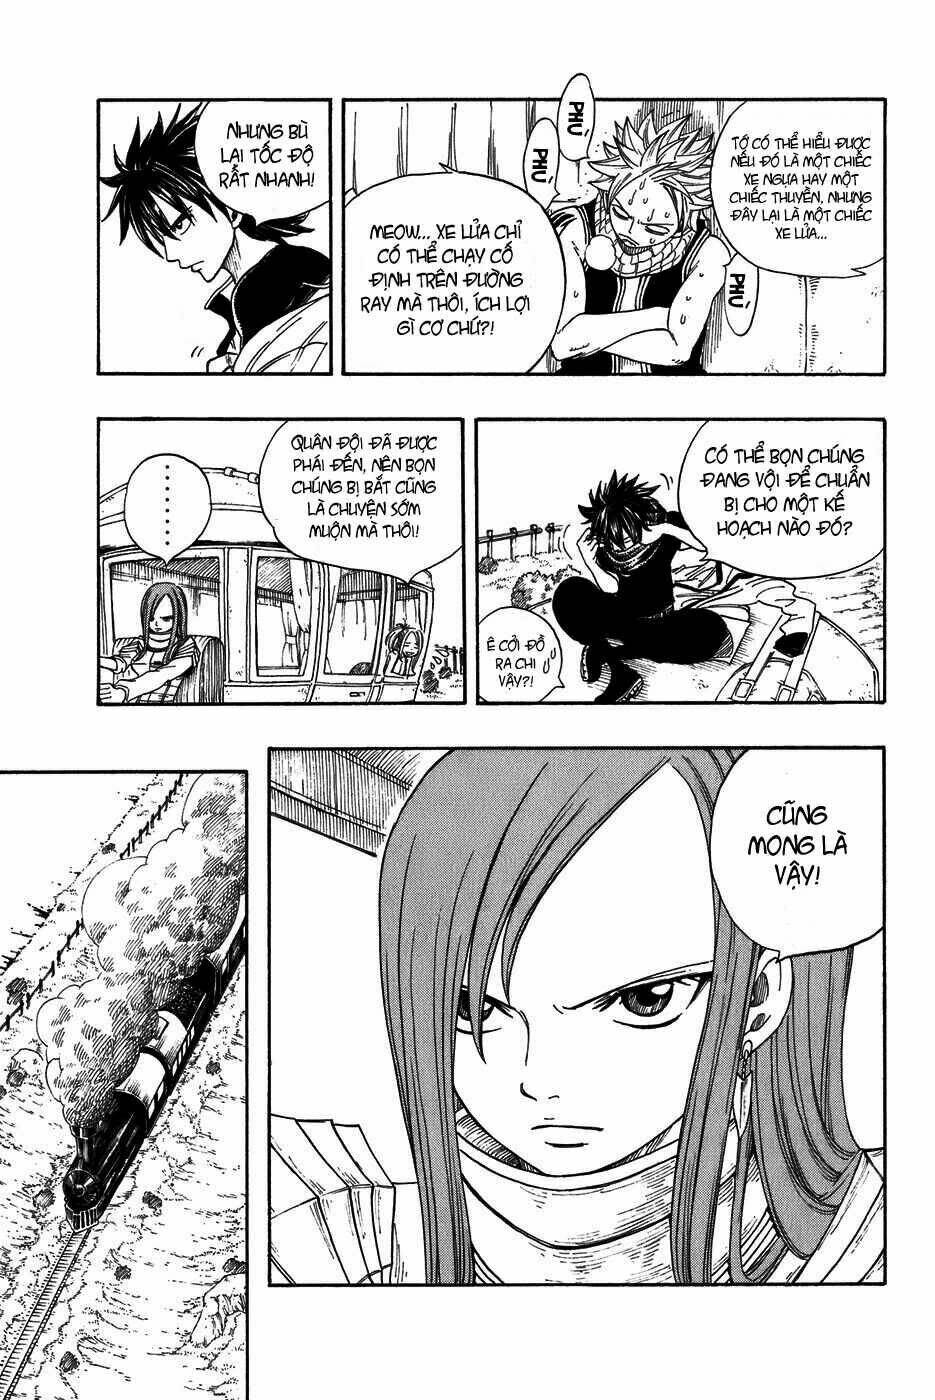 TỚ CÓ THỂ HIỂU ĐƯỢC
NẾU ĐÓ LÀ MỘT CHIẾC
XE NGỰA HAY MỘT
CHIẾC THUYỀN, NHƯNG
ĐÂY LẠI LÀ MỘT CHIẾC
XE LỬA...
PHÙ
PHÙ
PHÙ
MEOW... XE LỬA CHỈ
CÓ THỂ CHẠY CỐ
ĐỊNH TRÊN ĐƯỜNG
RAY MÀ THÔI, ÍCH LỢI
GÌ CƠ CHỨ?!
NHƯNG BÙ
LẠI TỐC ĐỘ
RẤT NHANH!
CÓ THỂ BỌN CHÚNG
ĐANG VỘI ĐỂ CHUẨN
BỊ CHO MỘT KẾ
HOẠCH NÀO ĐÓ?
Ê CỞI ĐỒ
RA CHI
VẬY?!
QUÂN ĐỘI ĐÃ ĐƯỢC
PHÁI ĐẾN, NÊN BỌN
CHÚNG BỊ BẮT CŨNG
LÀ CHUYỆN SỚM
MUỘN MÀ THÔI!
........
CŨNG
MONG LÀ
VẬY!